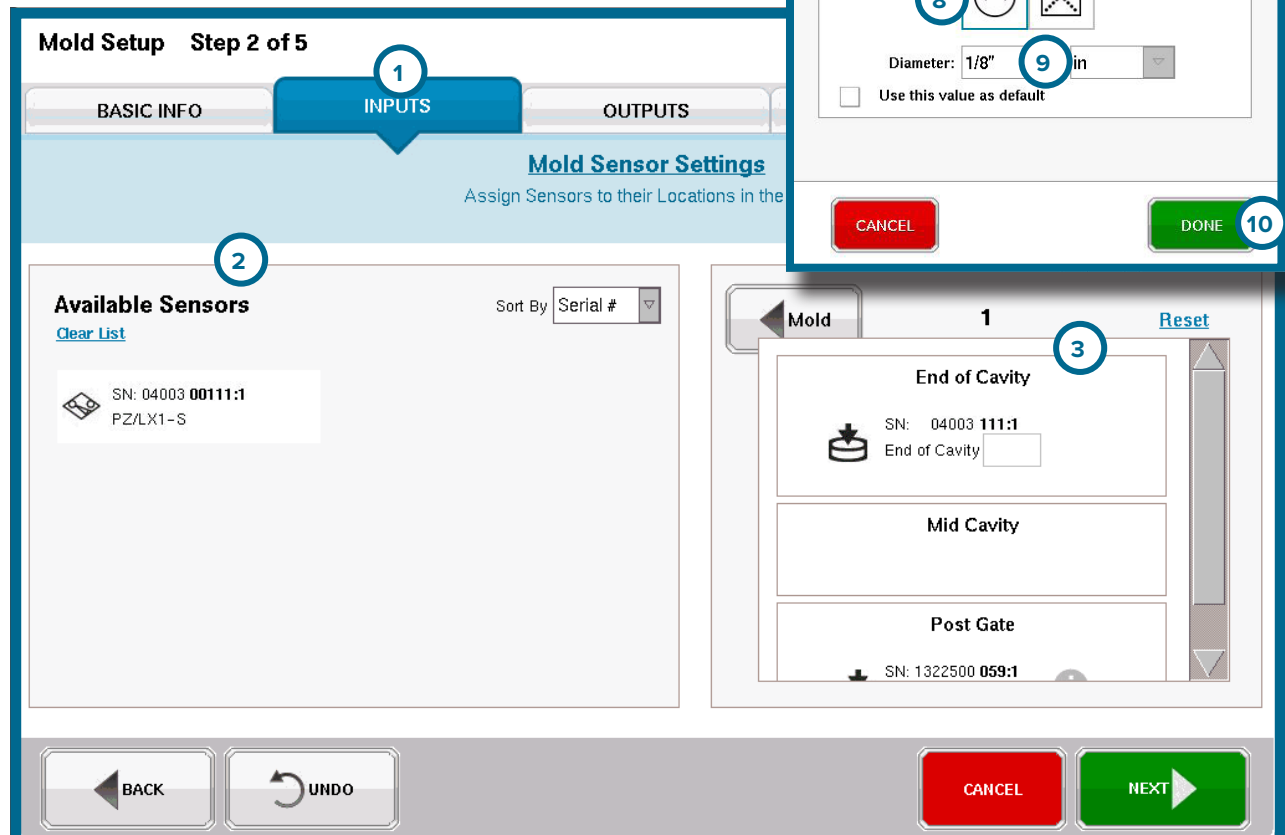 Mold Setup Step 2 of 5
1
BASIC INFO
INPUTS
OUTPUTS
Mold Sensor Settings
Assign Sensors to their Locations in the
2
Available Sensors
Sort By Serial #
Clear List
SN: 04003 00111:1
PZ/LX1-S
8
Diameter: 1/8" 9 in
Use this value as default
CANCEL
DONE 10
Mold
1
Reset
3
End of Cavity
SN: 04003 111:1
End of Cavity
Mid Cavity
Post Gate
SN: 1322500 059:1
BACK
UNDO
CANCEL
NEXT